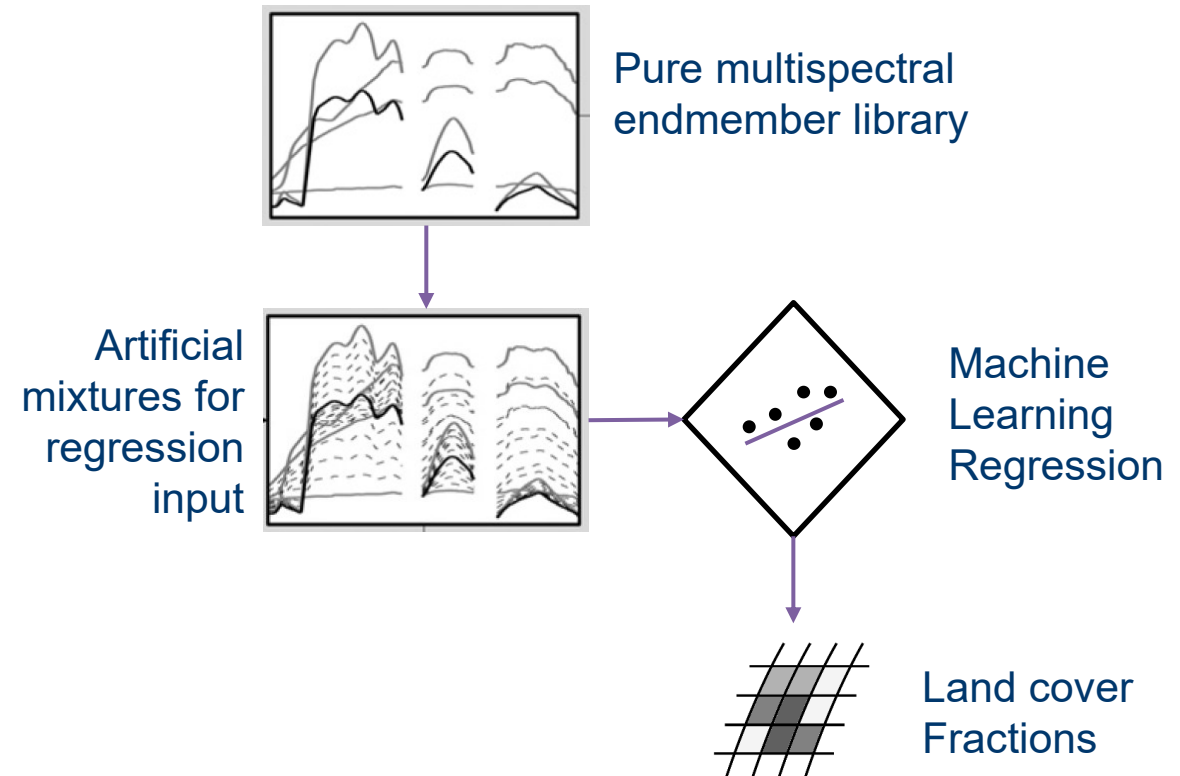 Pure multispectral
endmember library
Artificial
mixtures for
regression
input
Machine
Learning
Regression
Land cover
Fractions